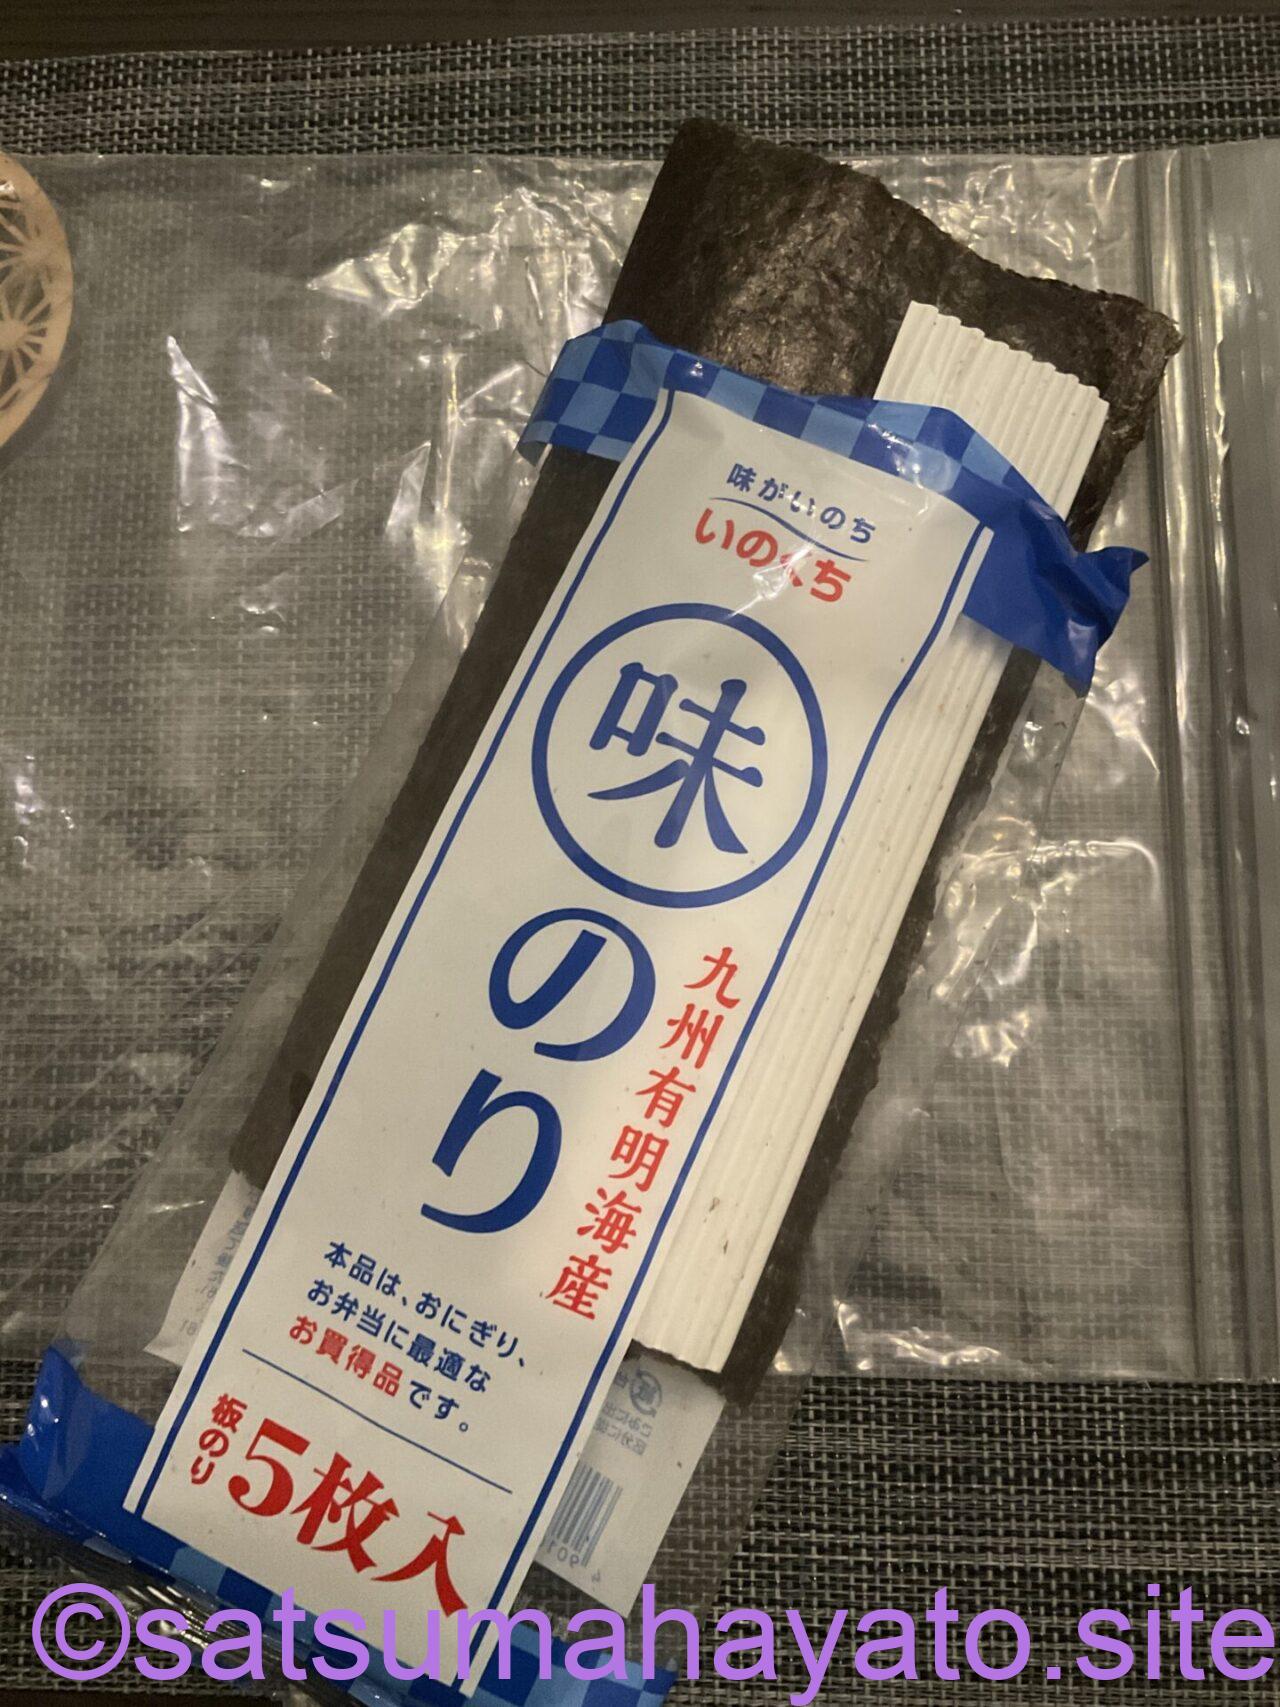 味がいのち
いのくち
味のり
九州有明海産
本品は、おにぎり、
お弁当に最適な
お買得品です。
板のり
5枚入
©satsumahayato.site